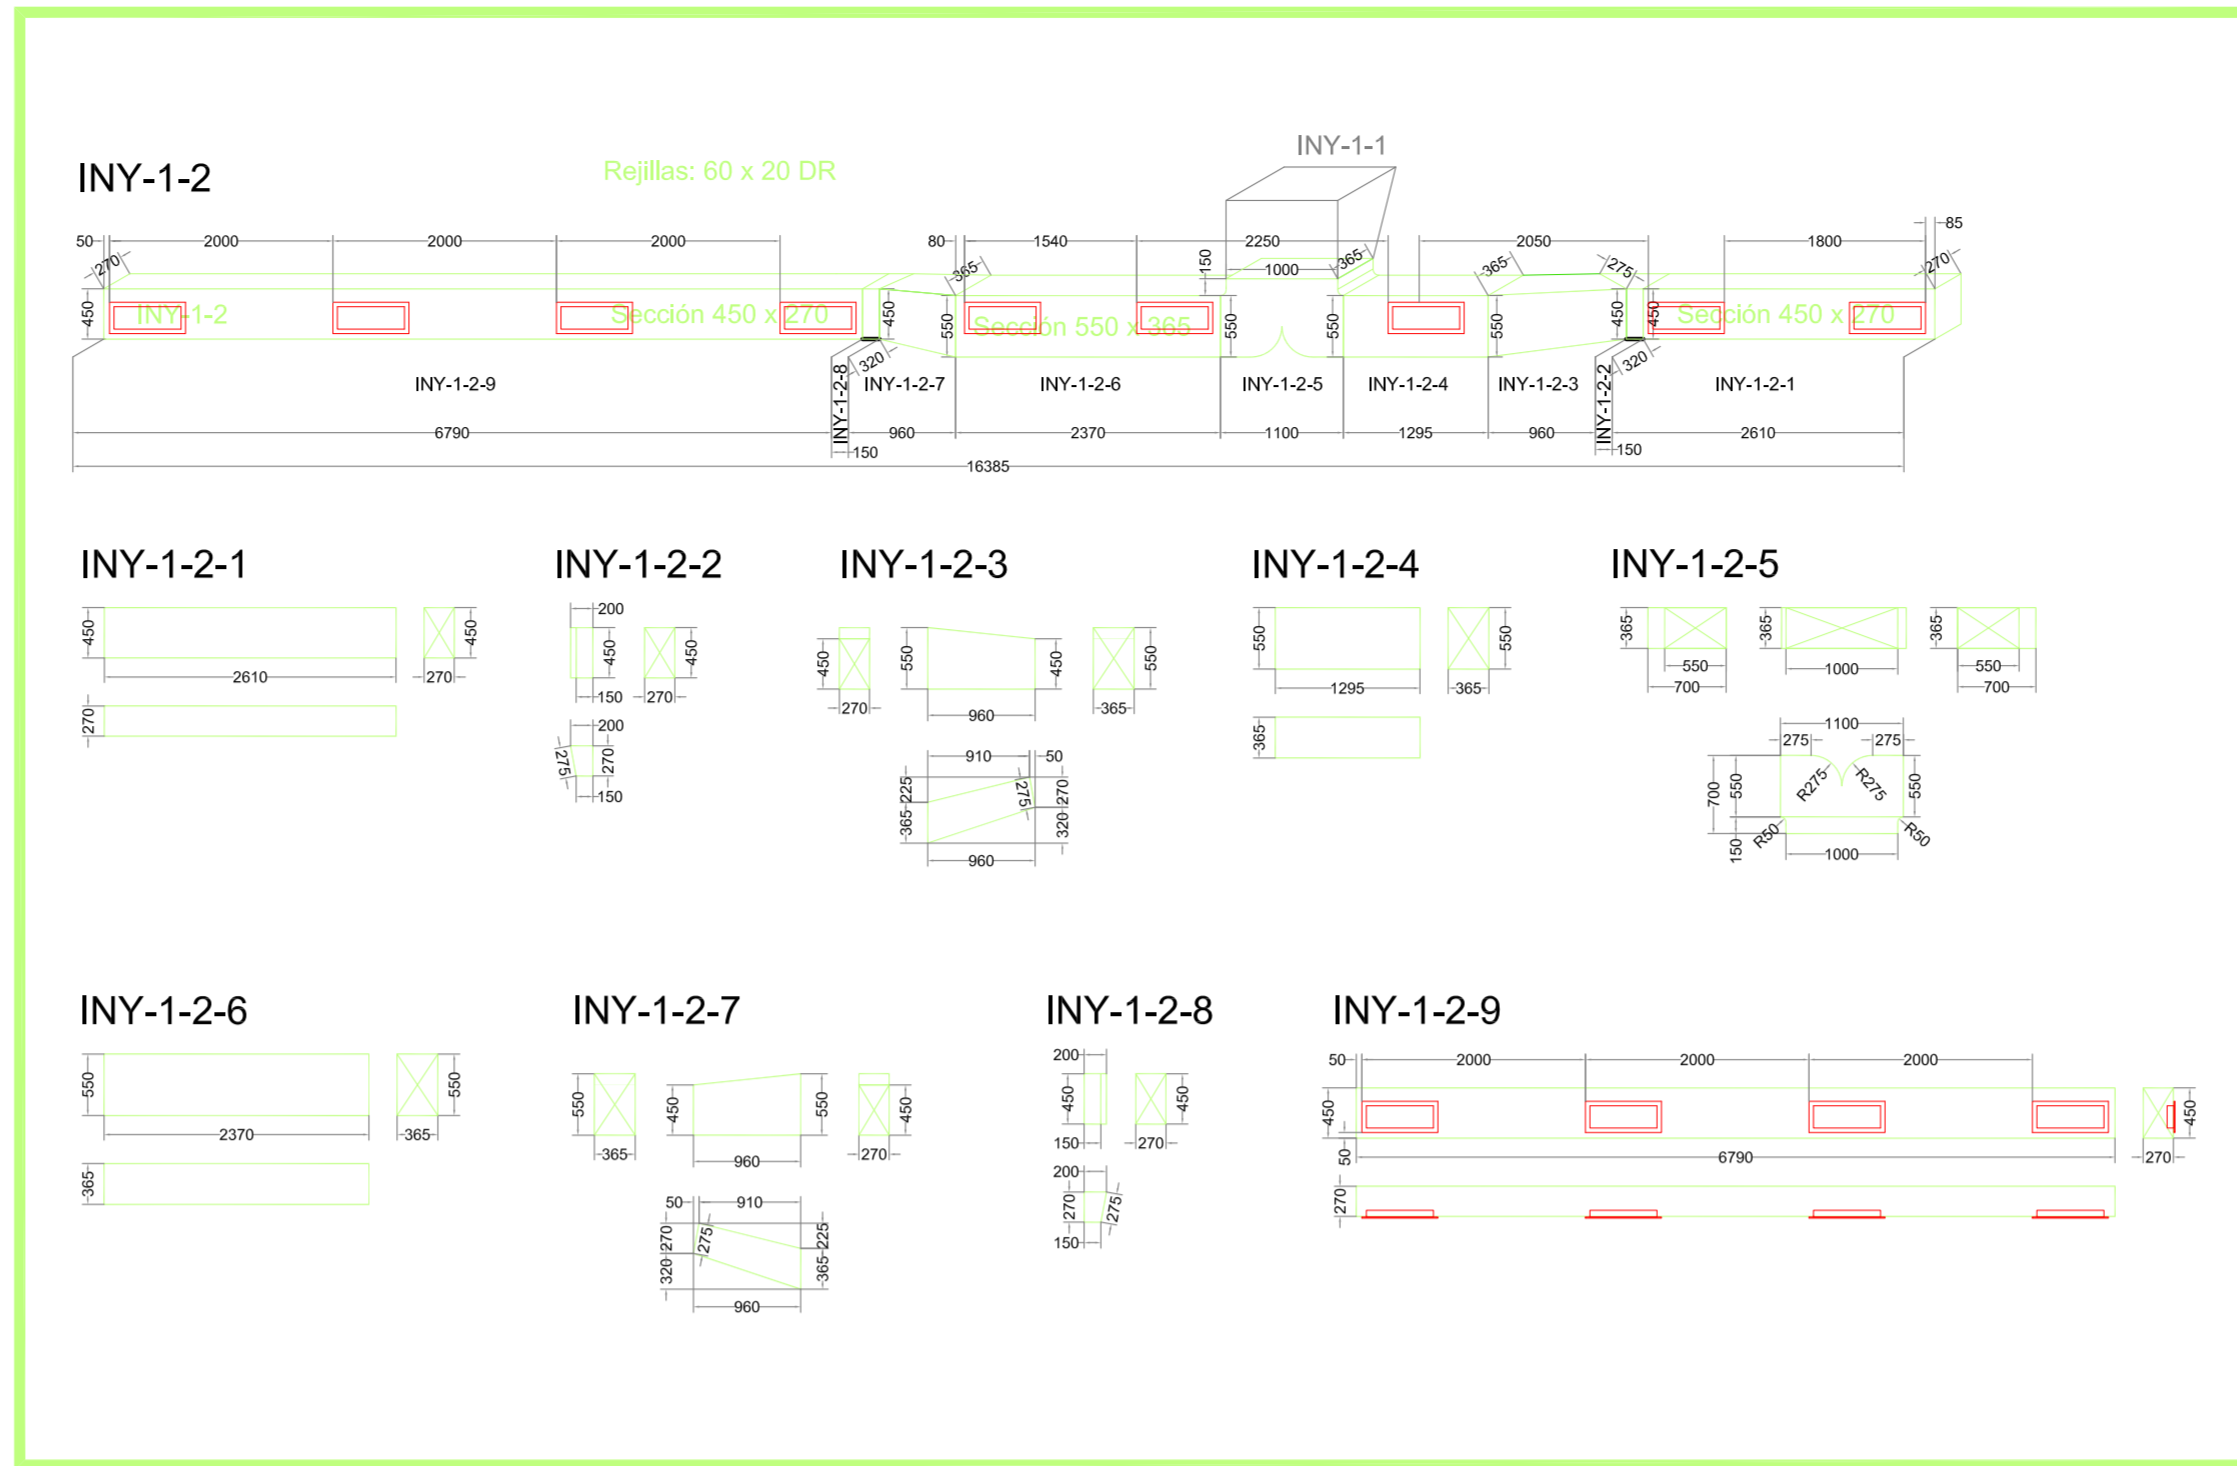 INY-1-1
INY-1-2
Rejillas: 60 x 20 DR
50 2000 2000 2000 80 1540 2250 2050 1800 85
270 365 150 1000 365 365 275 270
450 INY-1-2 Sección 450 x 270 450 550 Sección 550 x 365 550 550 550 450 450 Sección 450 x 270
320 320
INY-1-2-9 INY-1-2-8 INY-1-2-7 INY-1-2-6 INY-1-2-5 INY-1-2-4 INY-1-2-3 INY-1-2-2 INY-1-2-1
6790 960 2370 1100 1295 960 2610
150 150
16385
INY-1-2-1
450 450
2610 270
270
INY-1-2-2
200
450 450
150 270
200
275 270
150
INY-1-2-3
450 550 450 550
270 960 365
910 50
225 275 270
365 320
960
INY-1-2-4
550 550
1295 365
365
INY-1-2-5
365 365 365
550 1000 550
700 700
1100
275 275
700 550 R275 R275 550
150 R50 R50
1000
INY-1-2-6
550 550
2370 365
365
INY-1-2-7
550 450 550 450
365 960 270
50 910
270 275 225
320 365
960
INY-1-2-8
200
450 450
150 270
200
270 275
150
INY-1-2-9
50 2000 2000 2000
450 450
50 6790 270
270